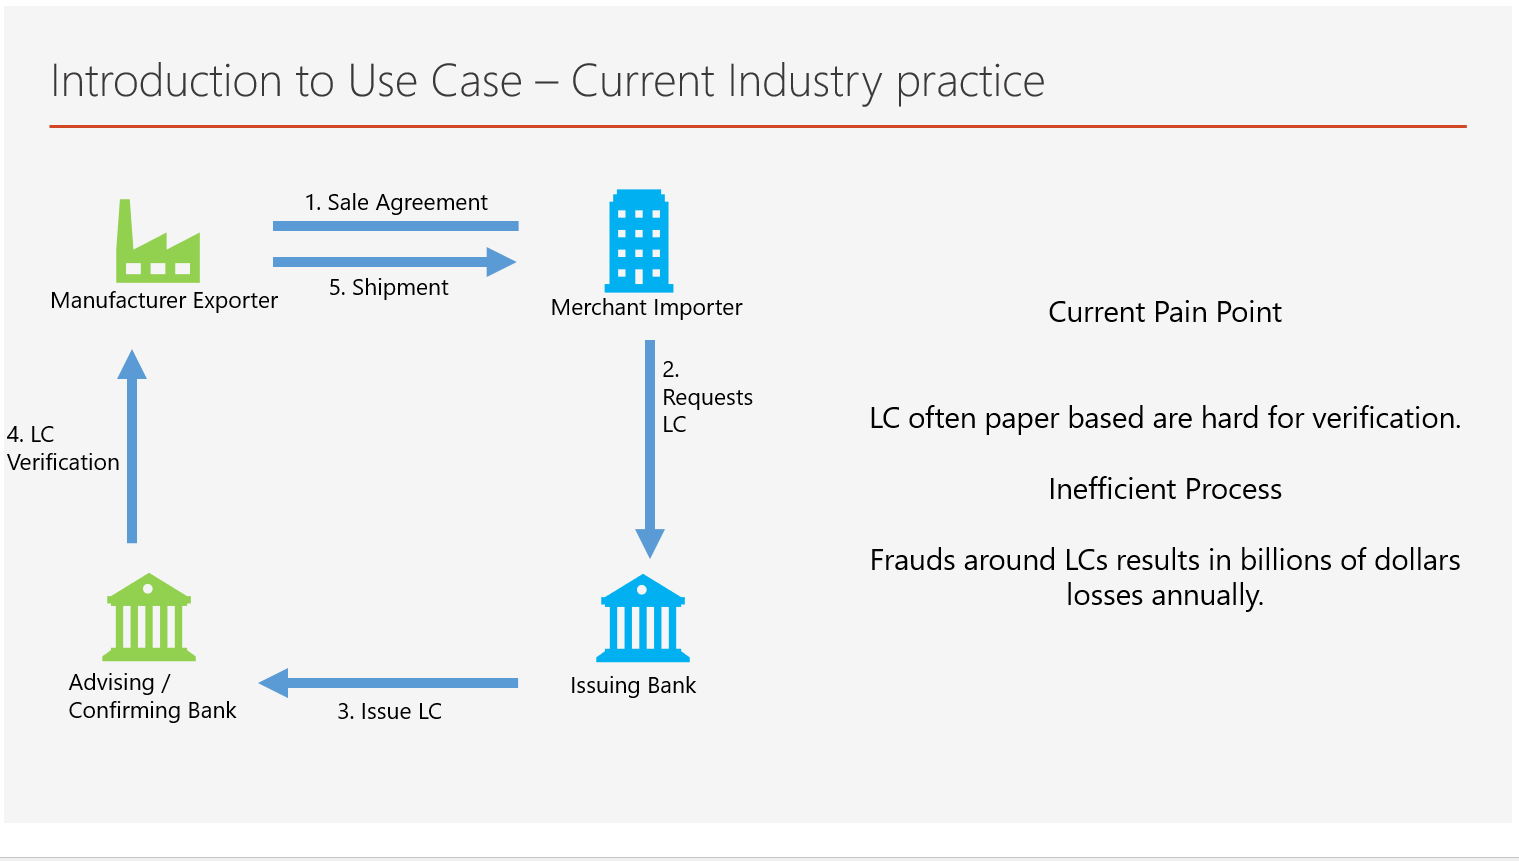 Introduction to Use Case – Current Industry practice
1. Sale Agreement
5. Shipment
Manufacturer Exporter
Merchant Importer
2.
Requests
LC
4. LC
Verification
Advising /
Confirming Bank
3. Issue LC
Issuing Bank
Current Pain Point
LC often paper based are hard for verification.
Inefficient Process
Frauds around LCs results in billions of dollars
losses annually.